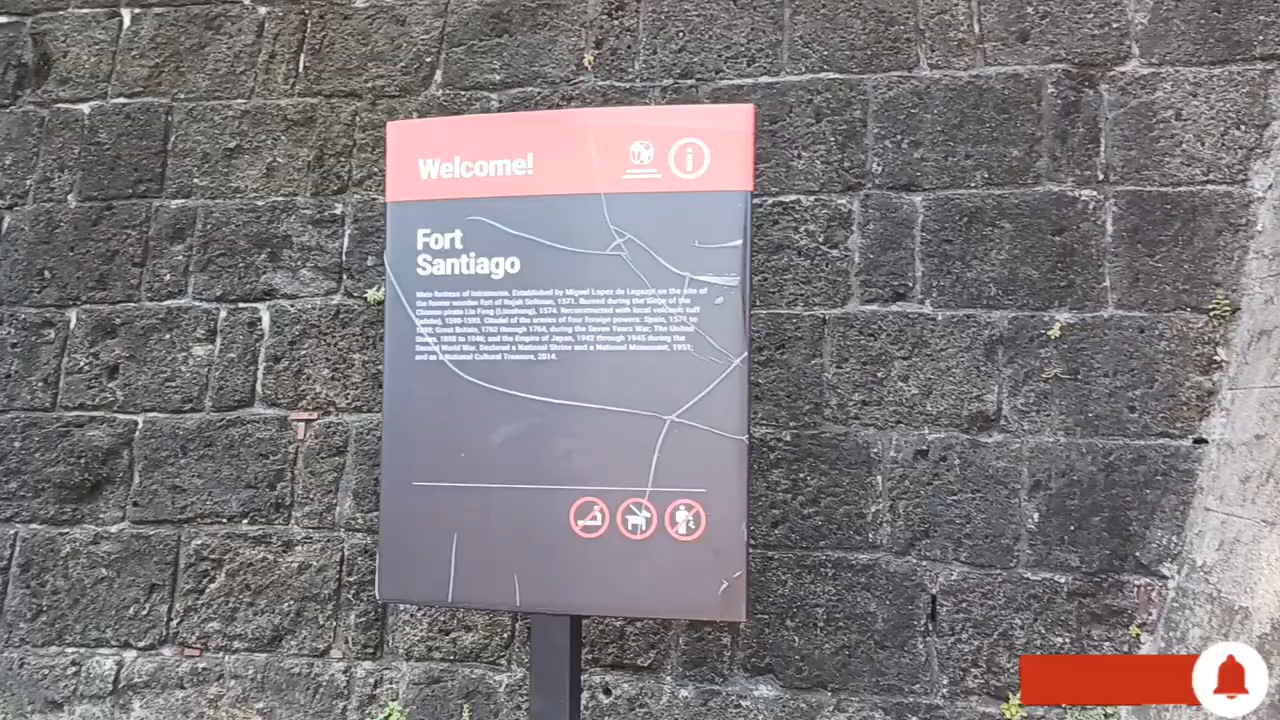 Welcome!
Fort
Santiago
Main fortress of Intramuros. Established by Miguel Lopez de Legazpi on the site of
the former wooden fort of Rajah Soliman, 1571. Burned during the Siege of the
Chinese pirate Lin Feng (Limahong), 1574. Reconstructed with local volcanic tuff
(adobe), 1590-1593. Citadel of the armies of four foreign powers: Spain, 1571 to
Great Britain, 1762 through 1764, during the Seven Years War; The United
States, 1898 to 1946; and the Empire of Japan, 1942 through 1945 during the
Second World War. Declared a National Shrine and a National Monument, 1951;
and as a National Cultural Treasure, 2014.